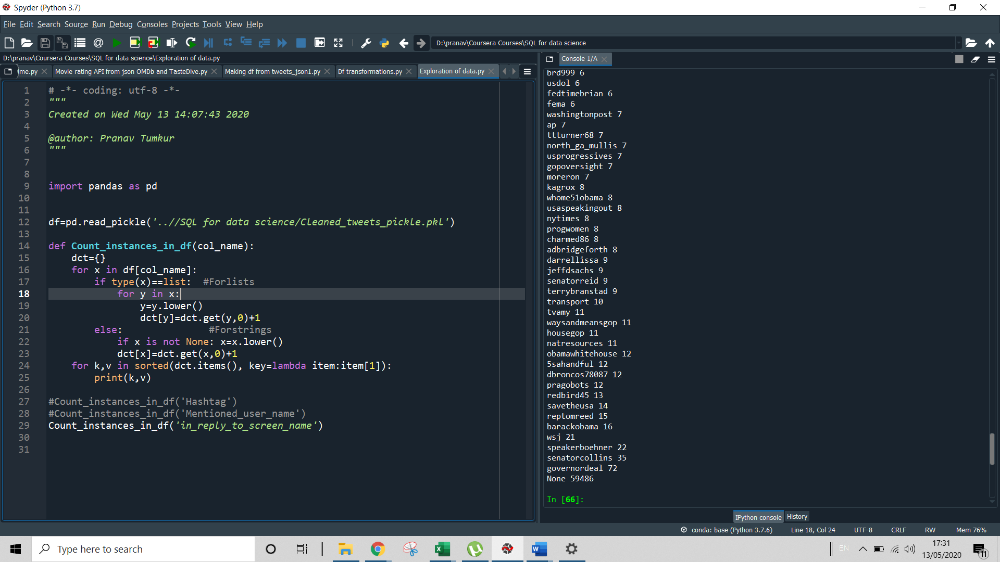 Spyder (Python 3.7)
File Edit Search Source Run Debug Consoles Projects Tools View Help
D:\pranav\Coursera Courses\SQL for data science
D:\pranav\Coursera Courses\SQL for data science\Exploration of data.py
ime.py Movie rating API from json OMDb and TasteDive.py Making df from tweets_json1.py Df transformations.py Exploration of data.py
1 # -*- coding: utf-8 -*-
2 """
3 Created on Wed May 13 14:07:43 2020
4
5 @author: Pranav Tumkur
6 """
7
8
9 import pandas as pd
10
11
12 df=pd.read_pickle('..//SQL for data science/Cleaned_tweets_pickle.pkl')
13
14 def Count_instances_in_df(col_name):
15     dct={}
16     for x in df[col_name]:
17         if type(x)==list:  #Forlists
18             for y in x:
19                 y=y.lower()
20                 dct[y]=dct.get(y,0)+1
21         else:               #Forstrings
22             if x is not None: x=x.lower()
23             dct[x]=dct.get(x,0)+1
24     for k,v in sorted(dct.items(), key=lambda item:item[1]):
25         print(k,v)
26
27 #Count_instances_in_df('Hashtag')
28 #Count_instances_in_df('Mentioned_user_name')
29 Count_instances_in_df('in_reply_to_screen_name')
30
31
Console 1/A
brd999 6
usdol 6
fedtimebrian 6
fema 6
washingtonpost 7
ap 7
ttturner68 7
north_ga_mullis 7
usprogressives 7
gopoversight 7
moreron 7
kagrox 8
whome51obama 8
usaspeakingout 8
nytimes 8
progwomen 8
charmed86 8
adbridgeforth 8
darrellissa 9
jeffdsachs 9
senatorreid 9
terrybranstad 9
transport 10
tvamy 11
waysandmeansgop 11
housegop 11
natresources 11
obamawhitehouse 12
5sahandful 12
dbroncos78087 12
pragobots 12
redbird45 13
savetheusa 14
reptomreed 15
barackobama 16
wsj 21
speakerboehner 22
senatorcollins 35
governordeal 72
None 59486
In [66]:
IPython console History
conda: base (Python 3.7.6) Line 18, Col 24 UTF-8 CRLF RW Mem 76%
Type here to search
EN
17:31
13/05/2020
11